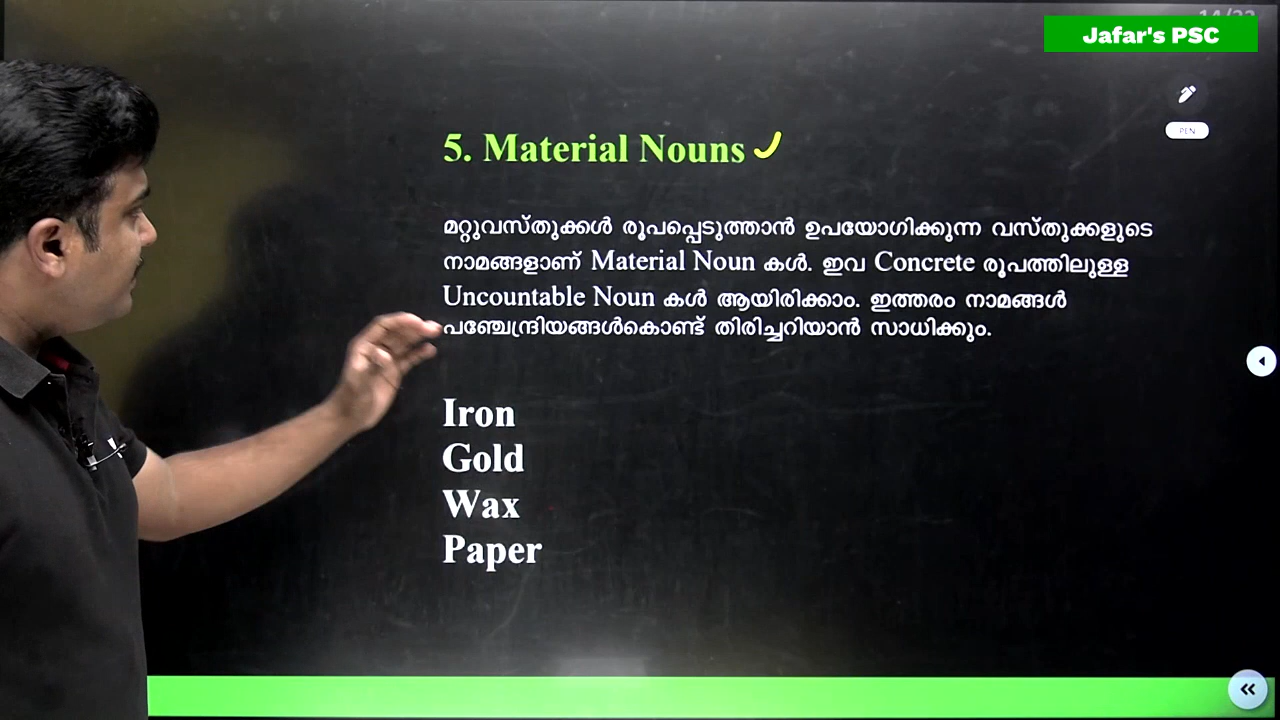 Jafar's PSC
PEN
5. Material Nouns
മറ്റുവസ്തുക്കൾ രൂപപ്പെടുത്താൻ ഉപയോഗിക്കുന്ന വസ്തുക്കളുടെ
നാമങ്ങളാണ് Material Noun കൾ. ഇവ Concrete രൂപത്തിലുള്ള
Uncountable Noun കൾ ആയിരിക്കാം. ഇത്തരം നാമങ്ങൾ
പഞ്ചേന്ദ്രിയങ്ങൾകൊണ്ട് തിരിച്ചറിയാൻ സാധിക്കും.
Iron
Gold
Wax
Paper